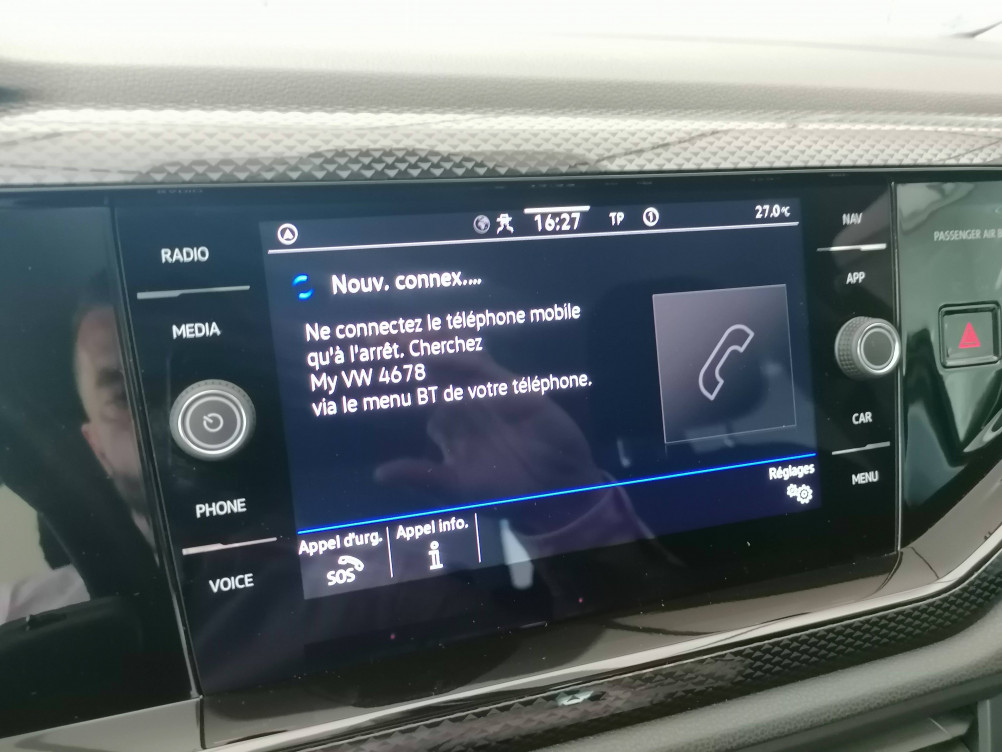 RADIO
MEDIA
PHONE
VOICE
16:27
TP
1
27.0°C
Nouv. connex....
Ne connectez le téléphone mobile
qu'à l'arrêt. Cherchez
My VW 4678
via le menu BT de votre téléphone.
Réglages
Appel d'urg.
SOS
Appel info.
i
NAV
APP
CAR
MENU
PASSENGER AIR B